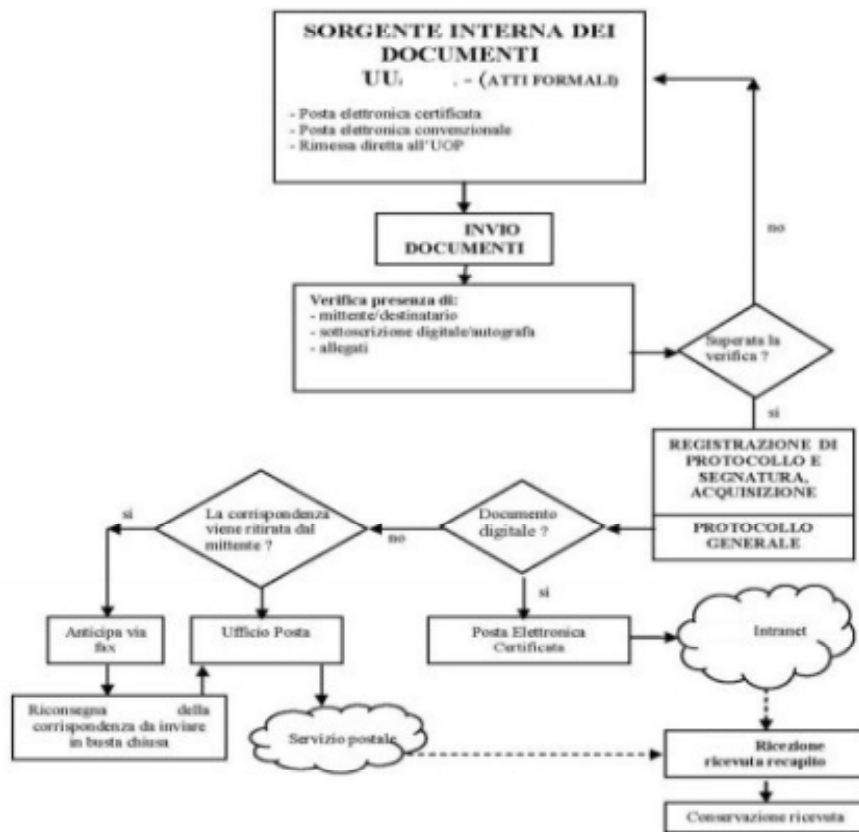 SORGENTE INTERNA DEI
DOCUMENTI
UU. . - (ATTI FORMALI)
- Posta elettronica certificata
- Posta elettronica convenzionale
- Rimessa diretta all'UOP
INVIO
DOCUMENTI
no
Verifica presenza di:
- mittente/destinatario
- sottoscrizione digitale/autografa
- allegati
Superata la
verifica ?
si
REGISTRAZIONE DI
PROTOCOLLO E
SEGNATURA,
ACQUISIZIONE
PROTOCOLLO
GENERALE
Documento
digitale ?
no
si
La corrispondenza
viene ritirata dal
mittente ?
si
Anticipa via
fax
Ufficio Posta
Posta Elettronica
Certificata
Intranet
Riconsegna della
corrispondenza da inviare
in busta chiusa
Servizio postale
Ricezione
ricevuta recapito
Conservazione ricevuta